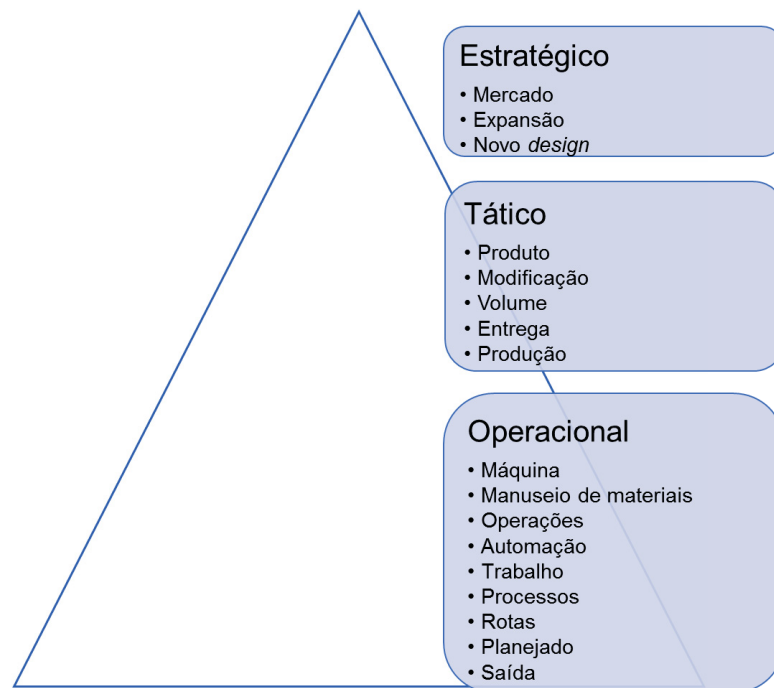 Estratégico
• Mercado
• Expansão
• Novo design
Tático
• Produto
• Modificação
• Volume
• Entrega
• Produção
Operacional
• Máquina
• Manuseio de materiais
• Operações
• Automação
• Trabalho
• Processos
• Rotas
• Planejado
• Saída